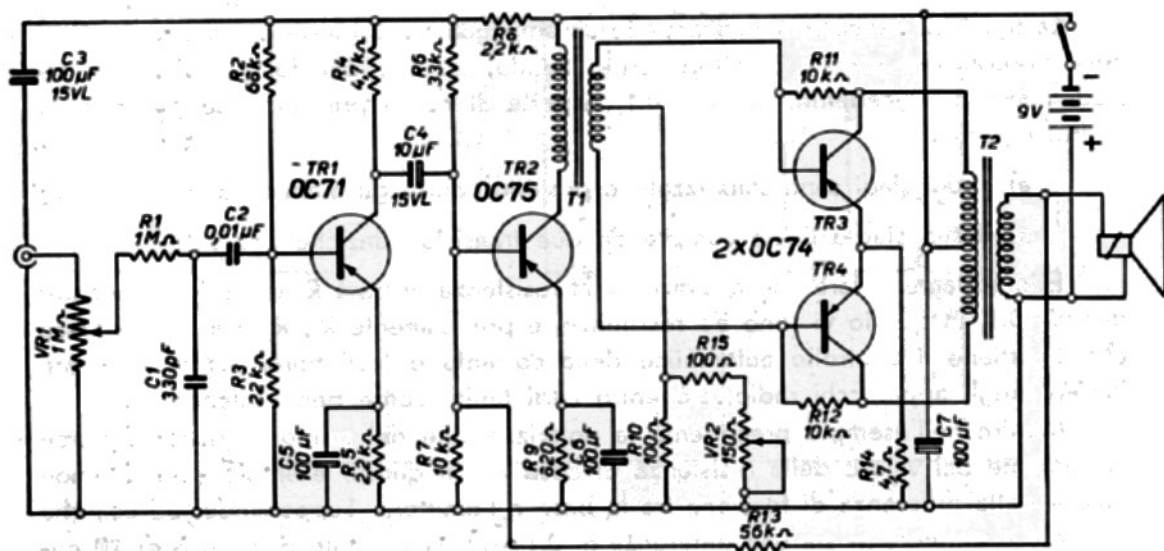 C3
100µF
15VL
R2
68kΩ
R4
4,7kΩ
R6
33kΩ
R8
2,2kΩ
C4
10µF
15VL
TR1
OC71
TR2
OC75
T1
R11
10kΩ
TR3
2×OC74
TR4
T2
9V
-
+
R1
1MΩ
C2
0,01µF
VR1
1MΩ
C1
330pF
R3
22kΩ
C5
100µF
R5
2,2kΩ
R7
10kΩ
R9
820Ω
C6
100µF
R10
100Ω
R15
100Ω
VR2
150Ω
R12
10kΩ
R14
4,7Ω
C7
100µF
R13
56kΩ